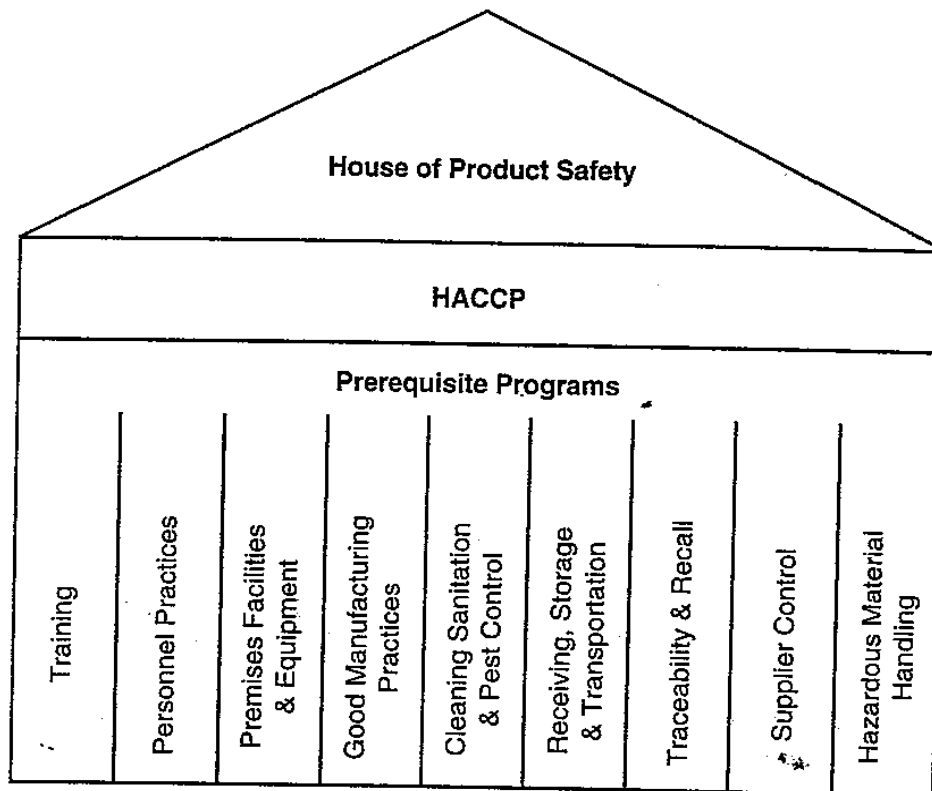 House of Product Safety
HACCP
Prerequisite Programs
Training
Personnel Practices
Premises Facilities
& Equipment
Good Manufacturing
Practices
Cleaning Sanitation
& Pest Control
Receiving, Storage
& Transportation
Traceability & Recall
Supplier Control
Hazardous Material
Handling